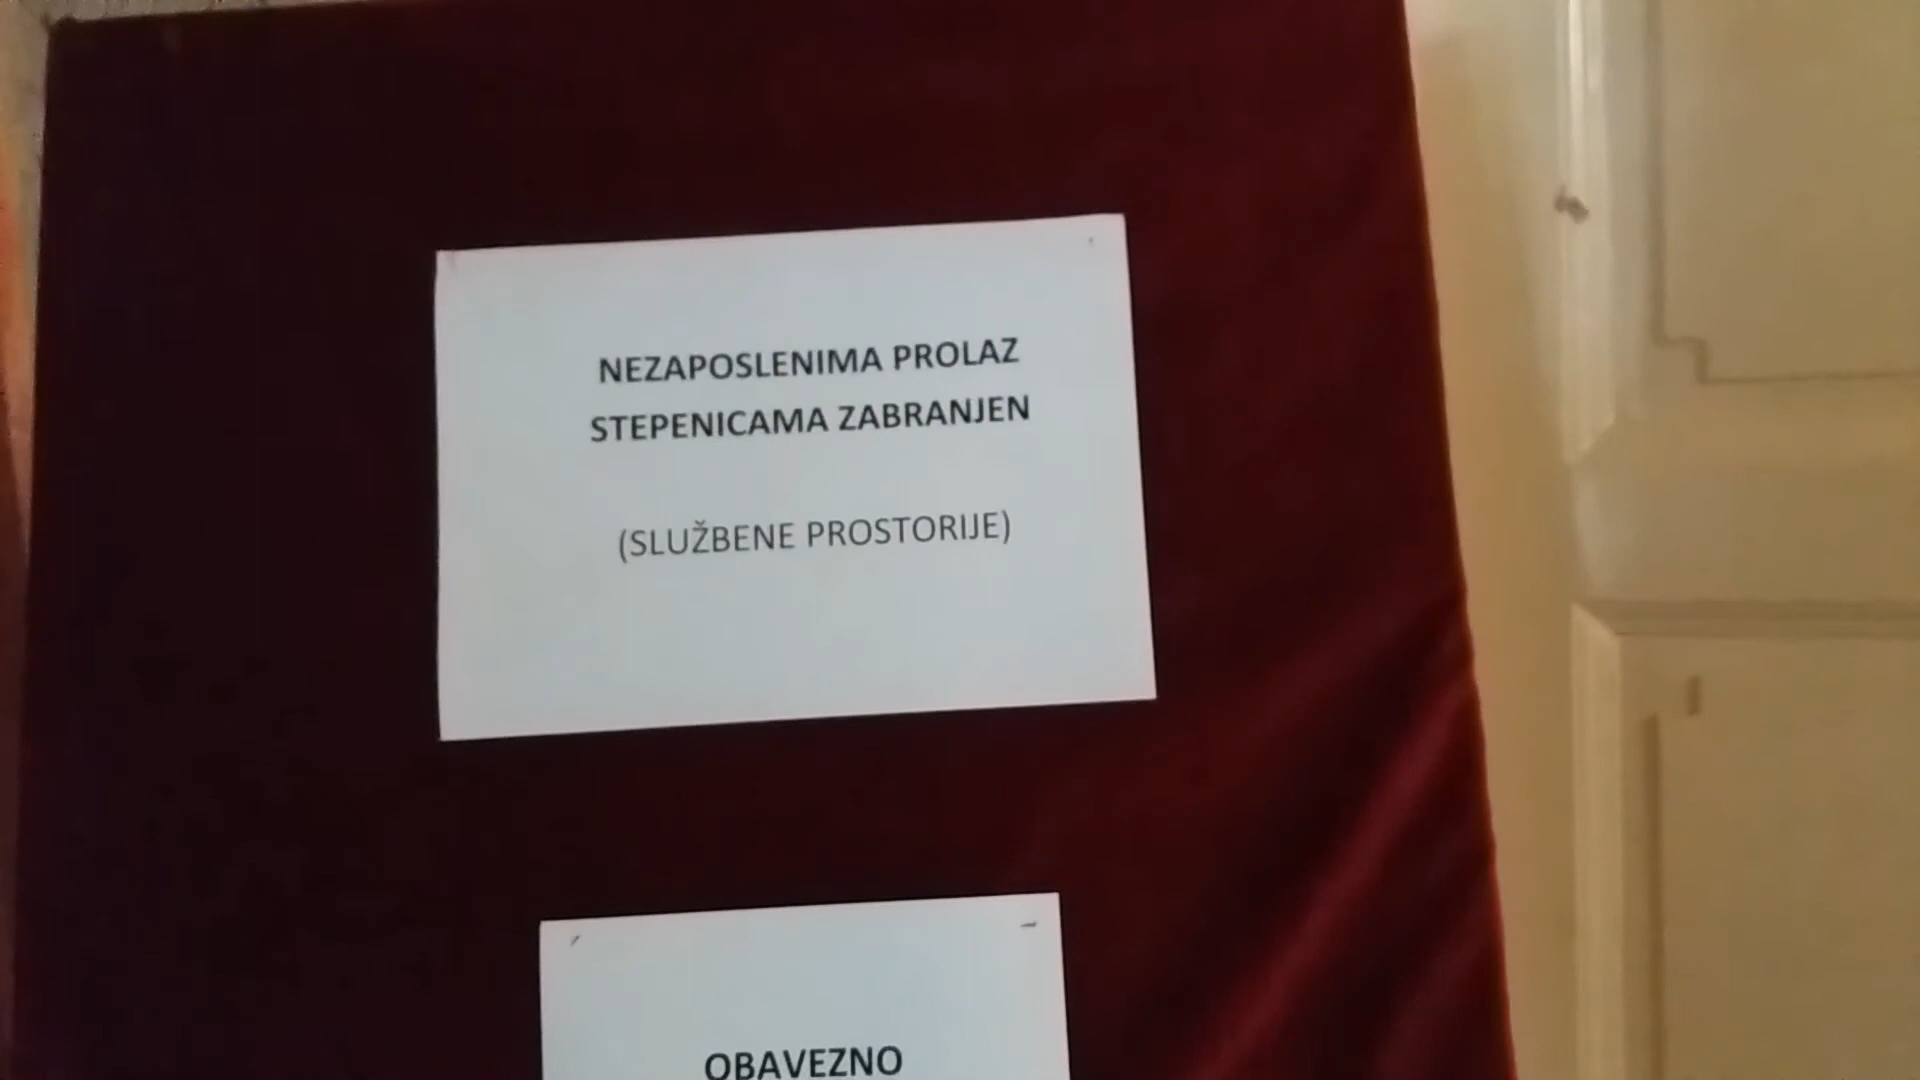 NEZAPOSLENIMA PROLAZ
STEPENICAMA ZABRANJEN
(SLUŽBENE PROSTORIJE)
OBAVEZNO